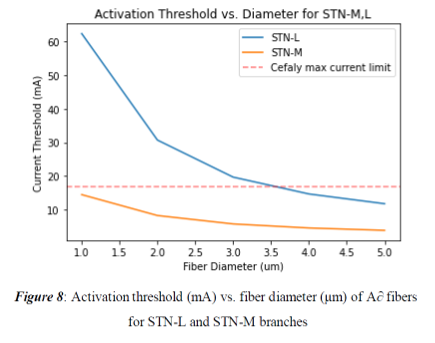 Activation Threshold vs. Diameter for STN-M,L
STN-L
STN-M
Cefaly max current limit
Current Threshold (mA)
60
50
40
30
20
10
1.0 1.5 2.0 2.5 3.0 3.5 4.0 4.5 5.0
Fiber Diameter (um)
Figure 8: Activation threshold (mA) vs. fiber diameter (μm) of A∂ fibers
for STN-L and STN-M branches